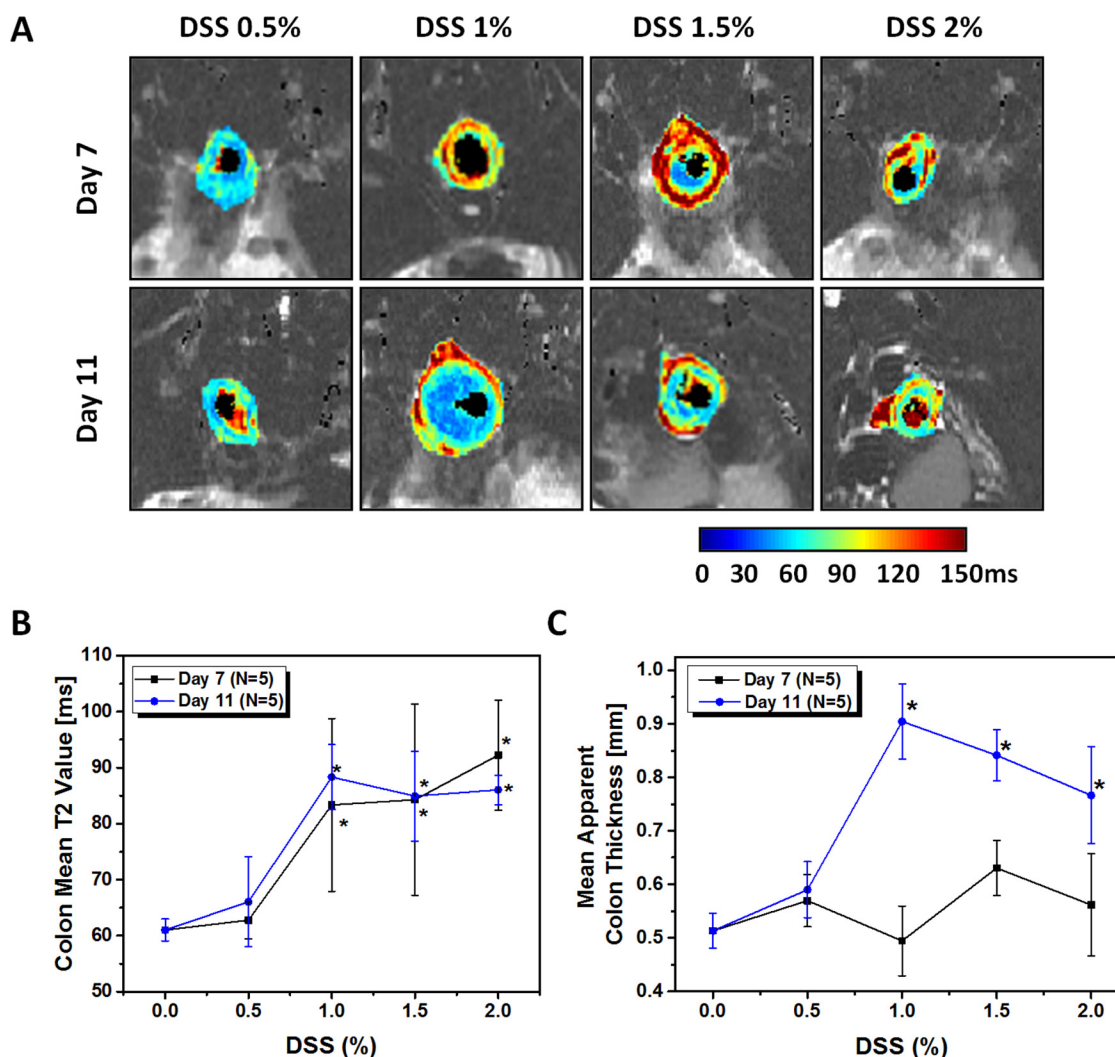 A
DSS 0.5% DSS 1% DSS 1.5% DSS 2%
Day 7
Day 11
0 30 60 90 120 150ms
B
110
100
90
80
70
60
50
Colon Mean T2 Value [ms]
Day 7 (N=5)
Day 11 (N=5)
*
*
*
*
*
*
0.0 0.5 1.0 1.5 2.0
DSS (%)
C
1.0
0.9
0.8
0.7
0.6
0.5
0.4
Mean Apparent
Colon Thickness [mm]
Day 7 (N=5)
Day 11 (N=5)
*
*
*
0.0 0.5 1.0 1.5 2.0
DSS (%)